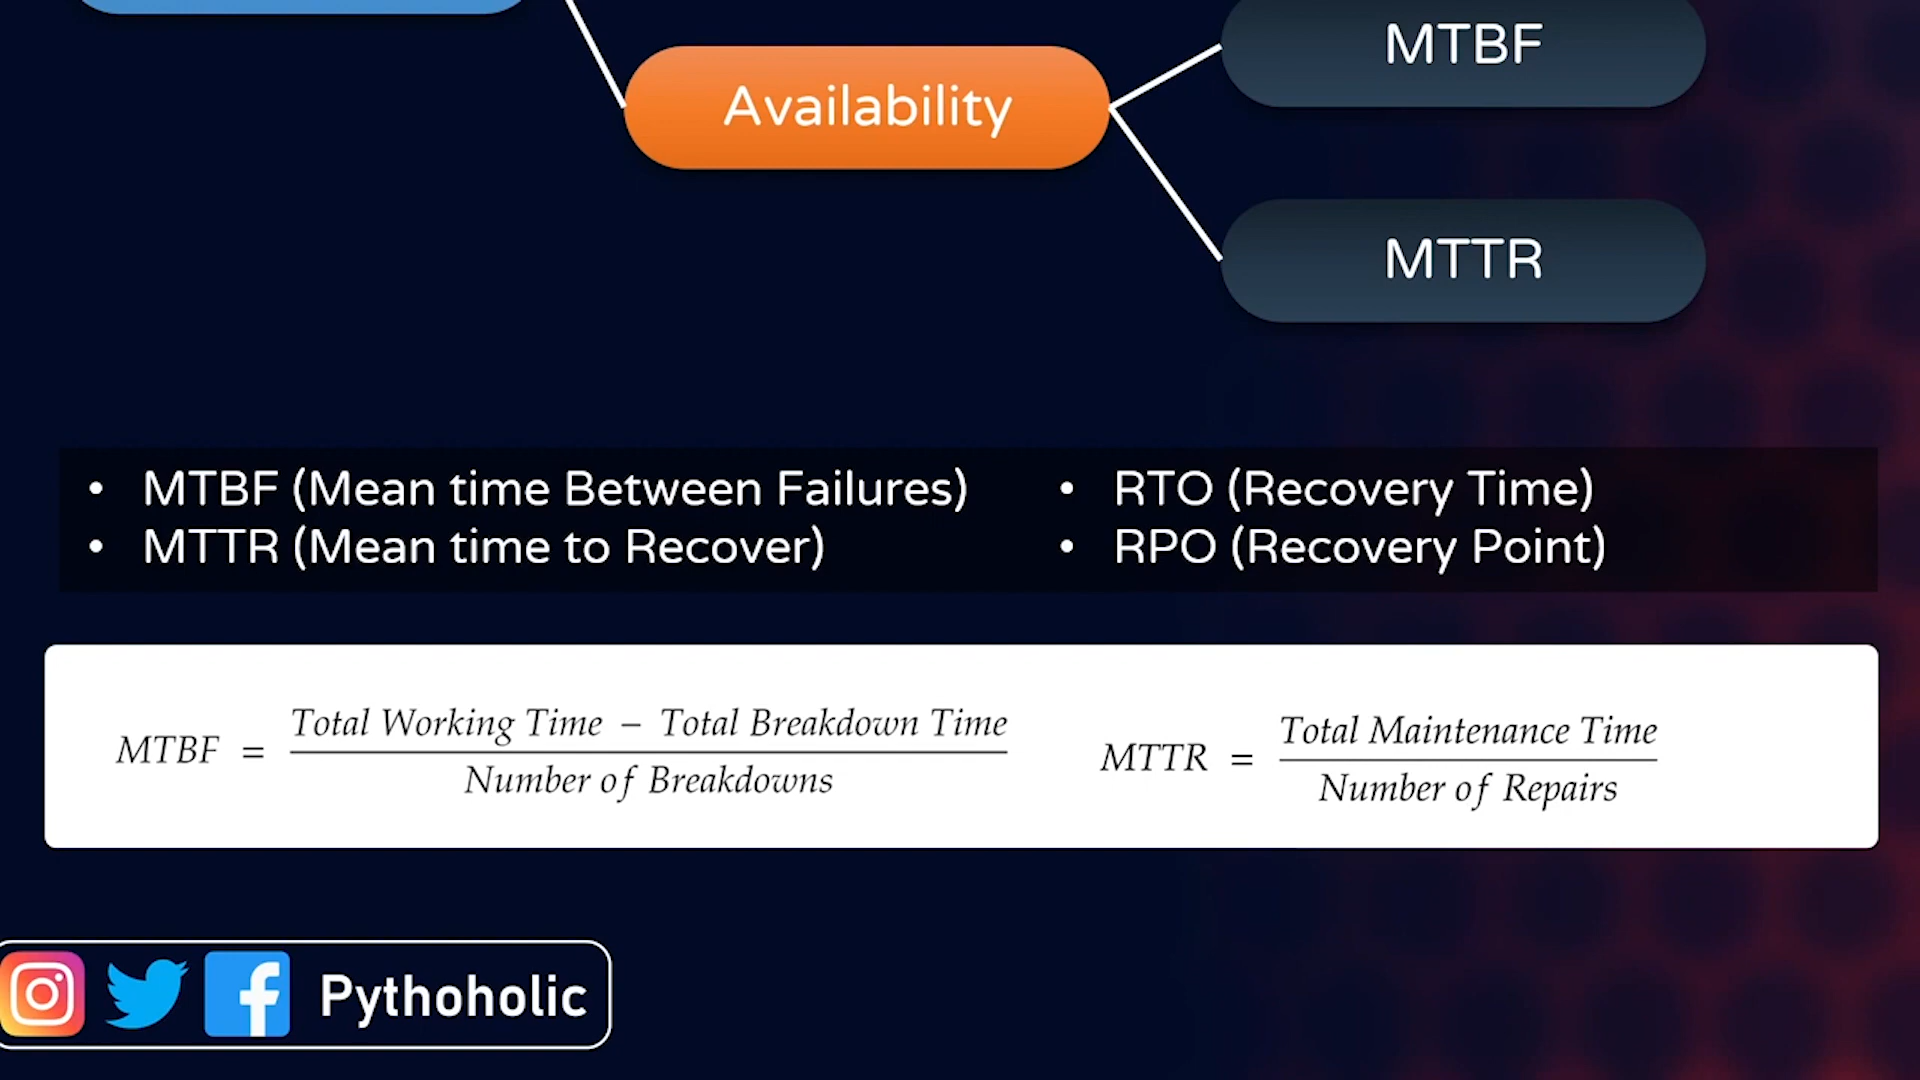 MTBF
Availability
MTTR
• MTBF (Mean time Between Failures)
• MTTR (Mean time to Recover)
• RTO (Recovery Time)
• RPO (Recovery Point)
MTBF = Total Working Time – Total Breakdown Time / Number of Breakdowns
MTTR = Total Maintenance Time / Number of Repairs
Pythoholic